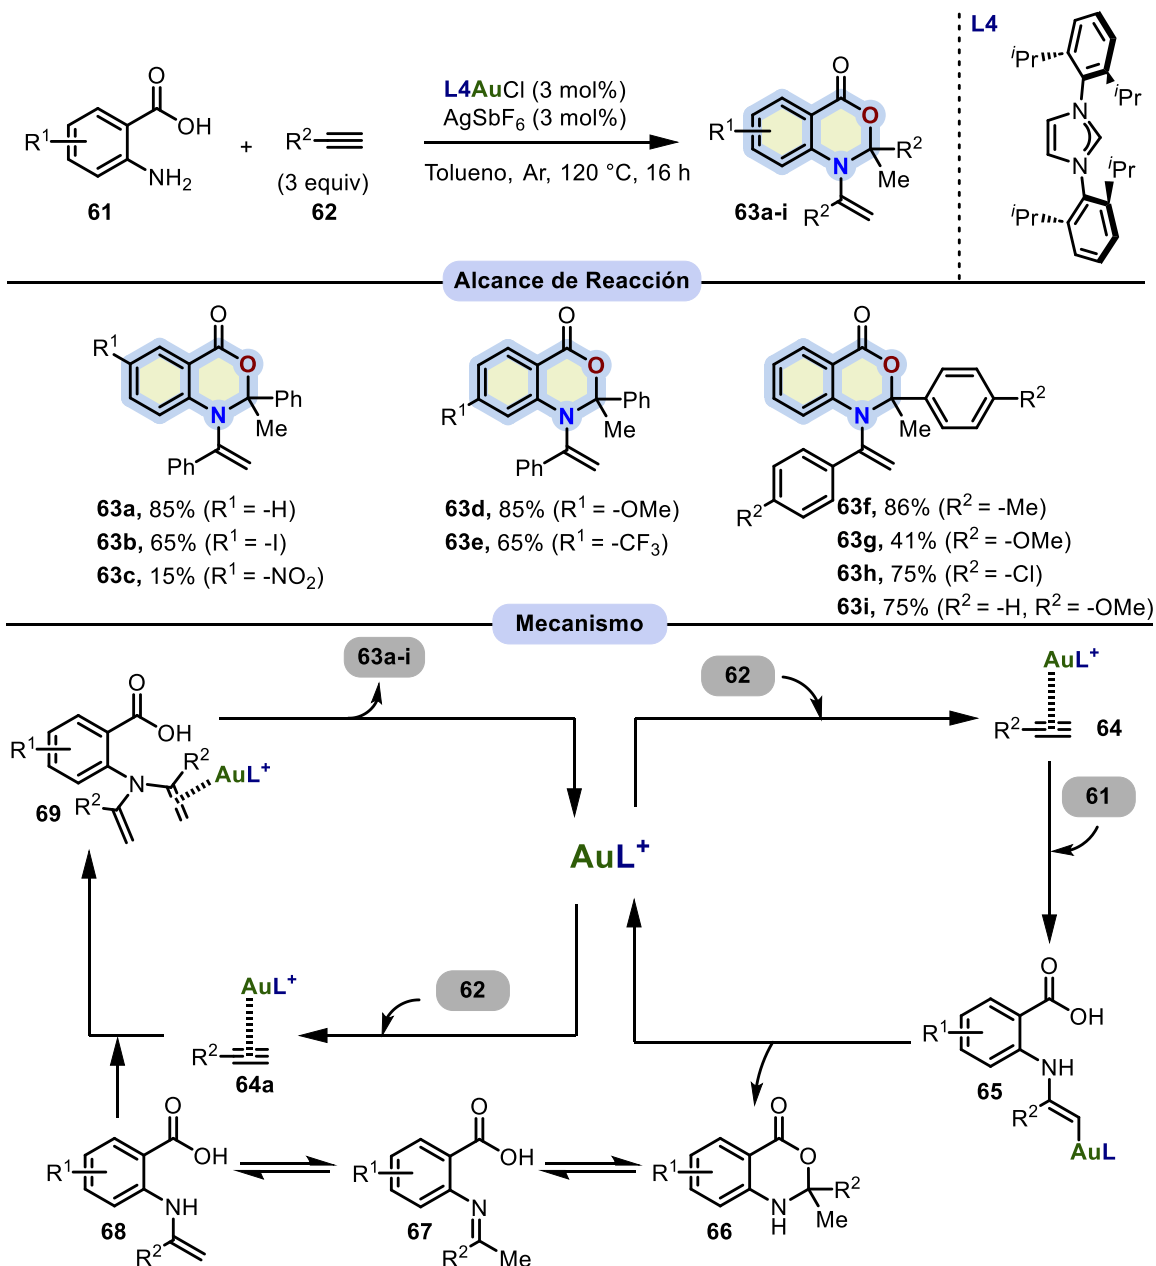 L4AuCl (3 mol%)
AgSbF6 (3 mol%)
Tolueno, Ar, 120 °C, 16 h
R1
O
OH
NH2
61
+
R2
(3 equiv)
62
R1
O
O
N
R2
Me
R2
63a-i
L4
iPr
iPr
N
N
iPr
iPr
Alcance de Reacción
R1
O
O
N
Ph
Me
Ph
63a, 85% (R1 = -H)
63b, 65% (R1 = -I)
63c, 15% (R1 = -NO2)
O
O
R1
N
Ph
Me
Ph
63d, 85% (R1 = -OMe)
63e, 65% (R1 = -CF3)
O
O
N
Me
R2
R2
63f, 86% (R2 = -Me)
63g, 41% (R2 = -OMe)
63h, 75% (R2 = -Cl)
63i, 75% (R2 = -H, R2 = -OMe)
Mecanismo
63a-i
62
AuL+
R2
64
61
O
OH
R1
N
R2
R2
AuL+
69
AuL+
AuL+
R2
64a
62
O
OH
R1
NH
R2
AuL
65
O
OH
R1
NH
R2
68
O
OH
R1
N
R2
Me
67
O
O
R1
N
H
R2
Me
66